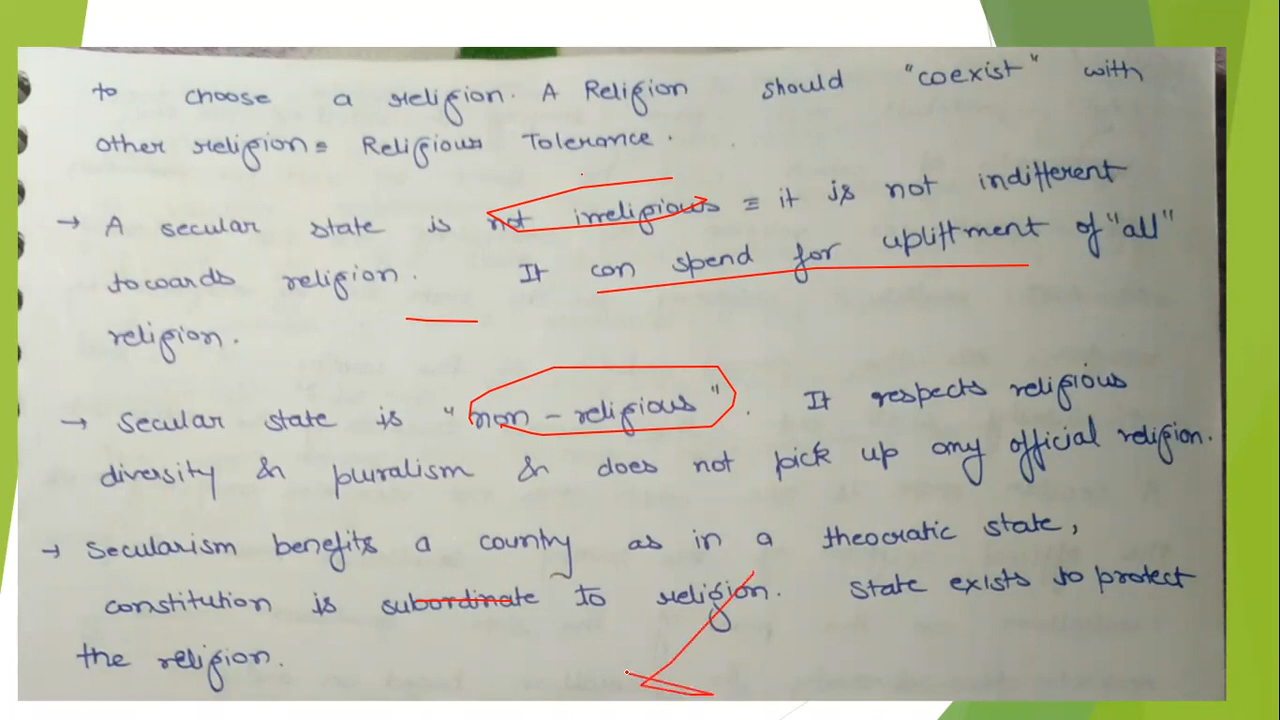 to choose a religion. A Religion should "coexist" with
other religion = Religious Tolerance.
→ A secular state is not irreligious = it is not indifferent
towards religion. It can spend for upliftment of "all"
religion.
→ Secular state is "non-religious". It respects religious
diversity & pluralism & does not pick up any official religion.
→ Secularism benefits a country as in a theocratic state,
constitution is subordinate to religion. State exists to protect
the religion.